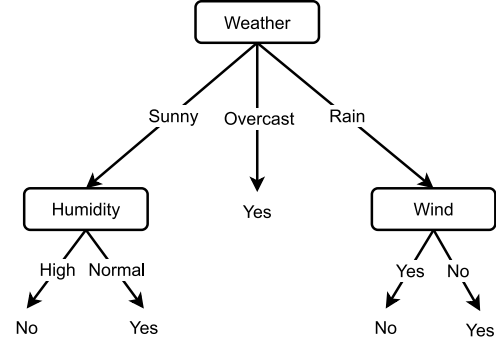 Weather
Sunny
Overcast
Rain
Humidity
Yes
Wind
High
Normal
Yes
No
No
Yes
No
Yes